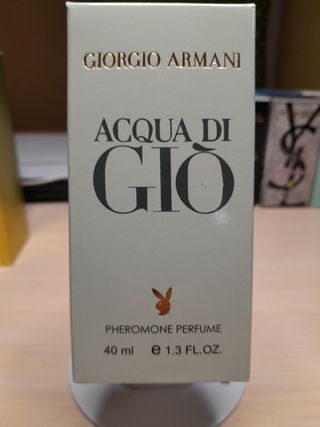 GIORGIO ARMANI
ACQUA DI
GIÒ
PHEROMONE PERFUME
40 ml e 1.3 FL.OZ.